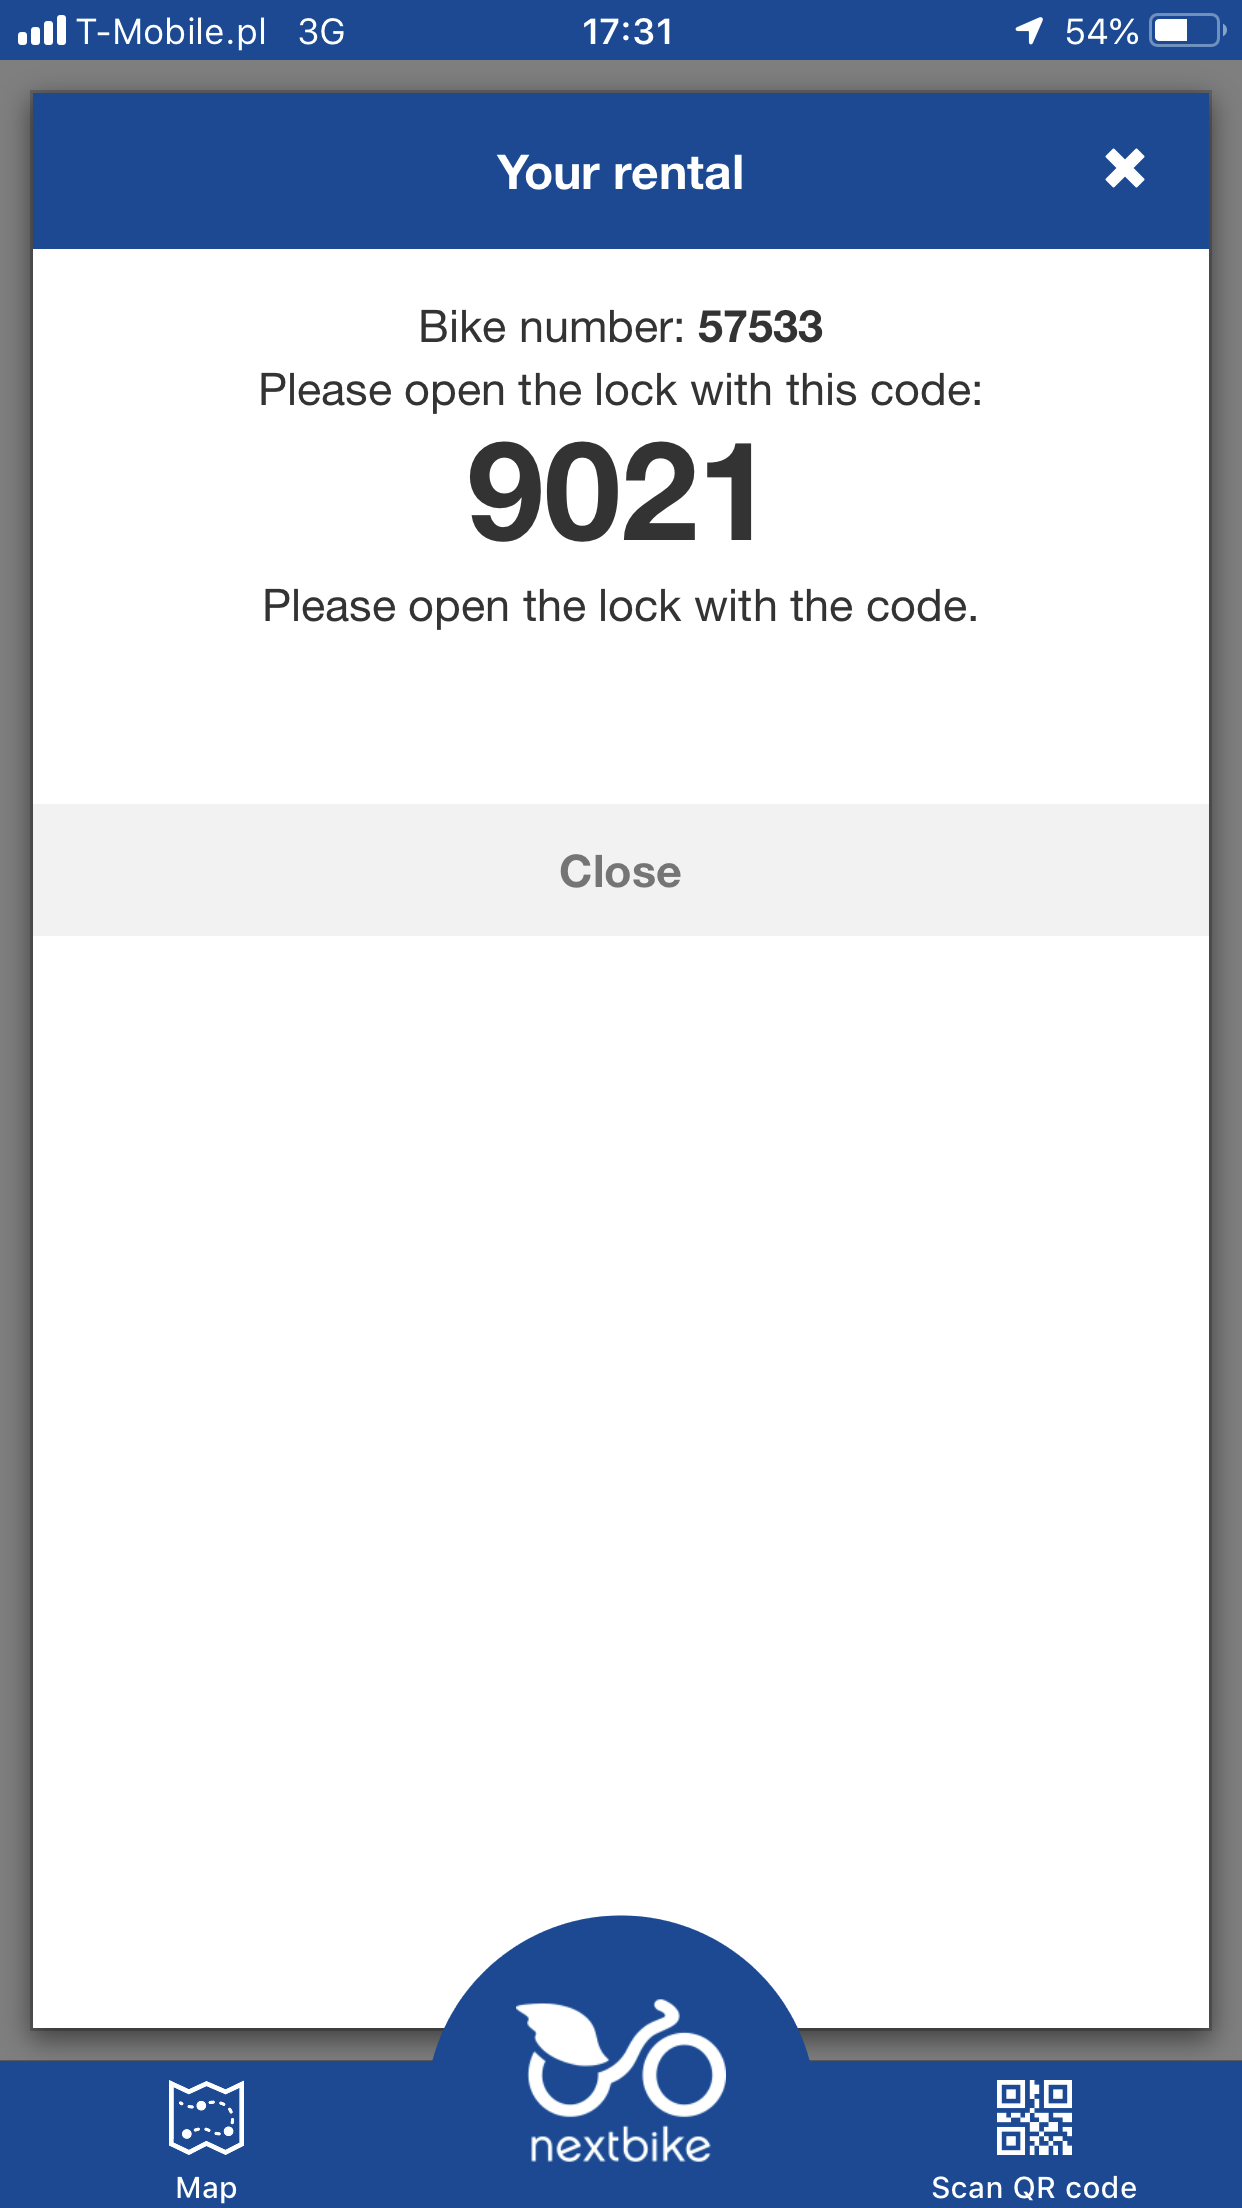 T-Mobile.pl 3G 17:31 54%
Your rental
Bike number: 57533
Please open the lock with this code:
9021
Please open the lock with the code.
Close
nextbike
Map
Scan QR code